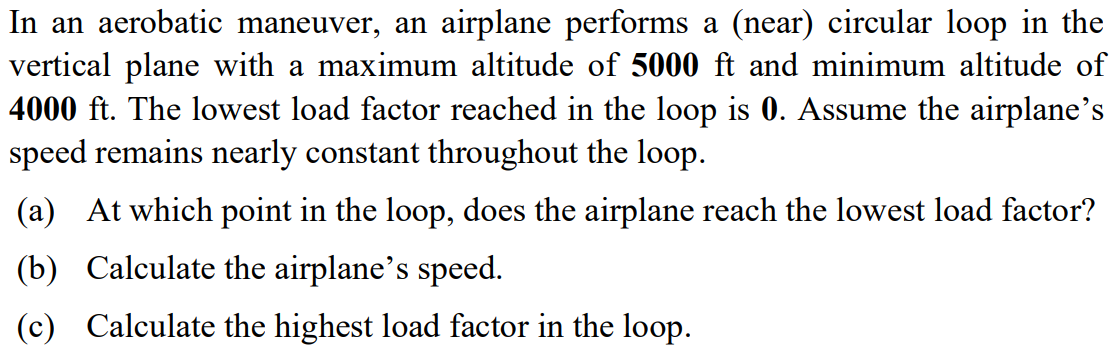 In an aerobatic maneuver, an airplane performs a (near) circular loop in the
vertical plane with a maximum altitude of 5000 ft and minimum altitude of
4000 ft. The lowest load factor reached in the loop is 0. Assume the airplane’s
speed remains nearly constant throughout the loop.
(a) At which point in the loop, does the airplane reach the lowest load factor?
(b) Calculate the airplane’s speed.
(c) Calculate the highest load factor in the loop.